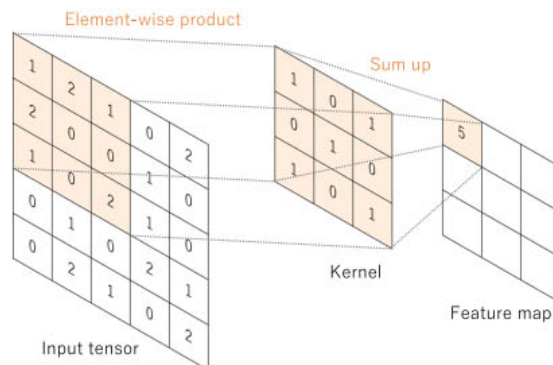 Element-wise product
Sum up
1 2 1 0 2
2 0 0 1 0
1 0 2 1 0
0 1 0 2 1
0 2 1 0 2
Input tensor
1 0 1
0 1 0
1 0 1
Kernel
5
Feature map